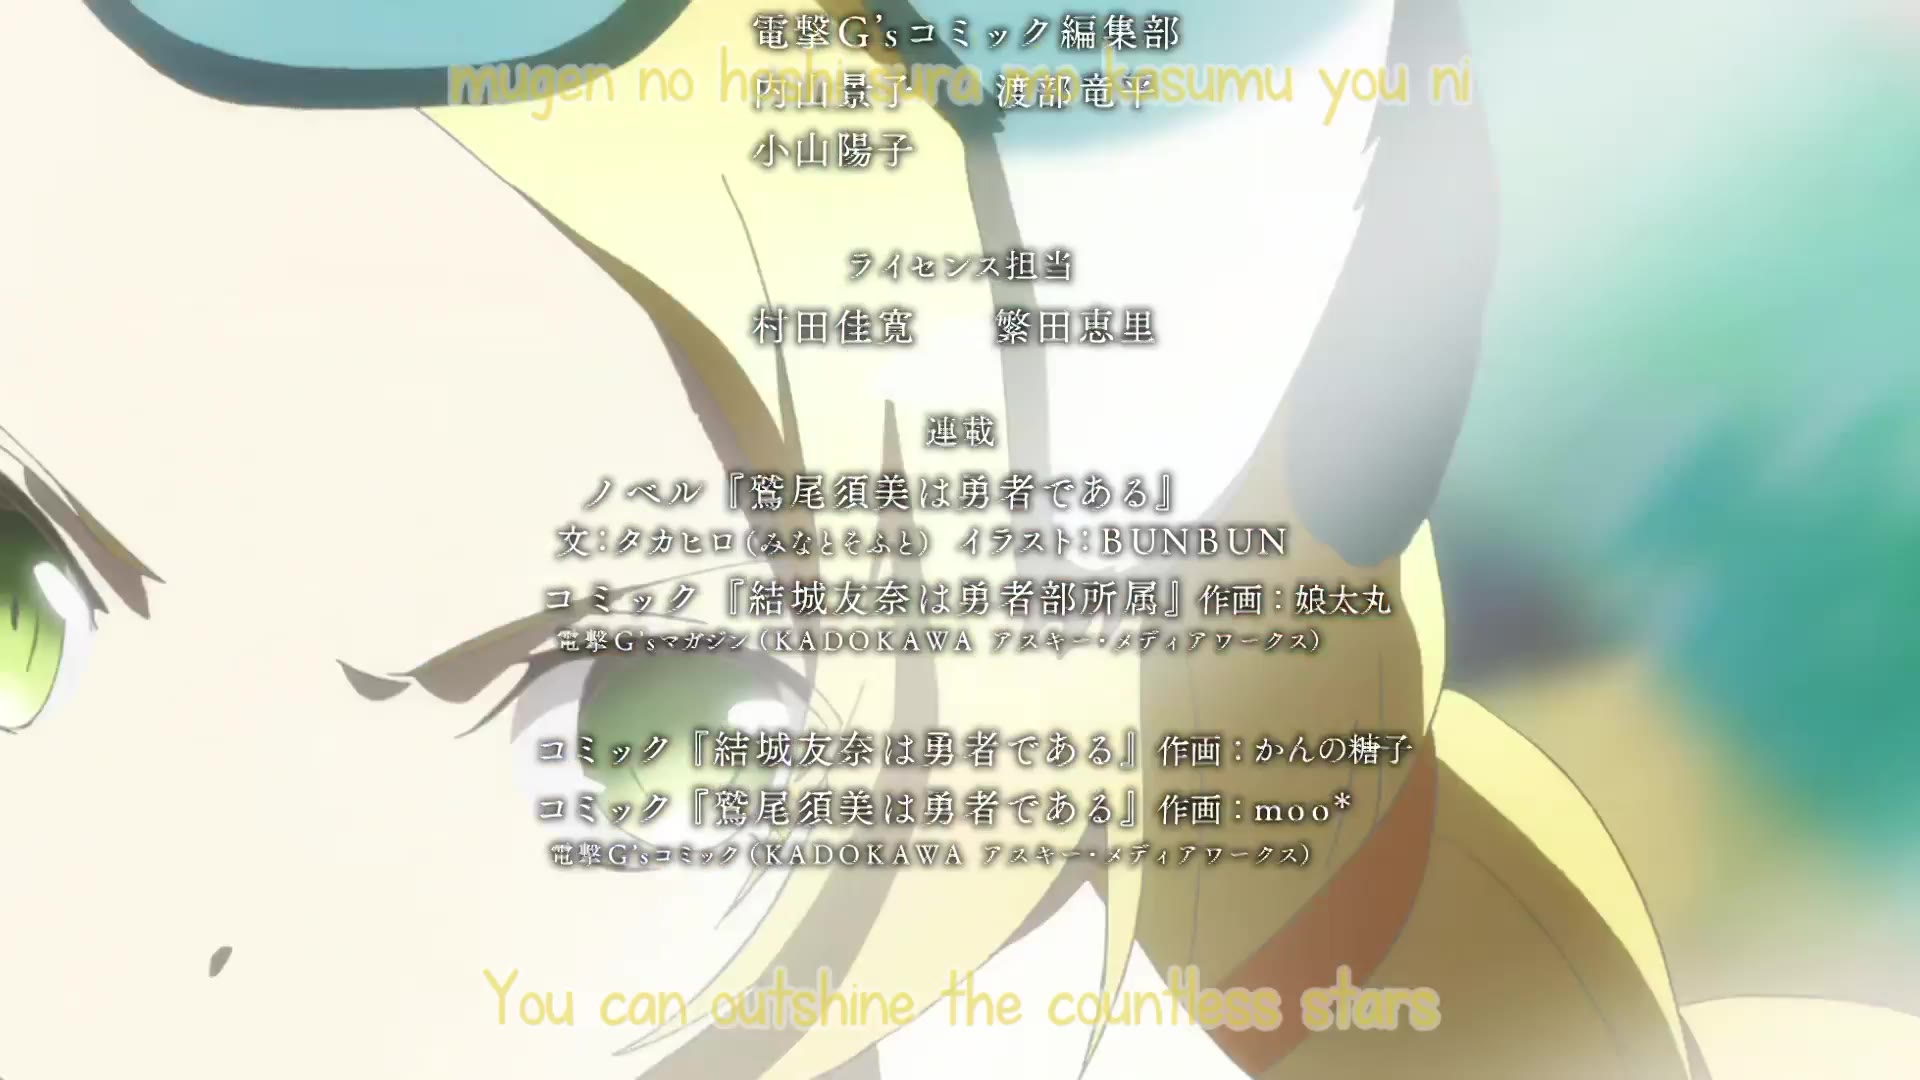 電撃G'sコミック編集部
mugen no hoshizora mo kasumu you ni
内山景子 渡部竜平
小山陽子
ライセンス担当
村田佳寛 繁田恵里
連載
ノベル『鷲尾須美は勇者である』
文:タカヒロ(みなとそふと) イラスト:BUNBUN
コミック『結城友奈は勇者部所属』作画:娘太丸
電撃G'sマガジン(KADOKAWA アスキー・メディアワークス)
コミック『結城友奈は勇者である』作画:かんの糖子
コミック『鷲尾須美は勇者である』作画:moo*
電撃G'sコミック(KADOKAWA アスキー・メディアワークス)
You can outshine the countless stars